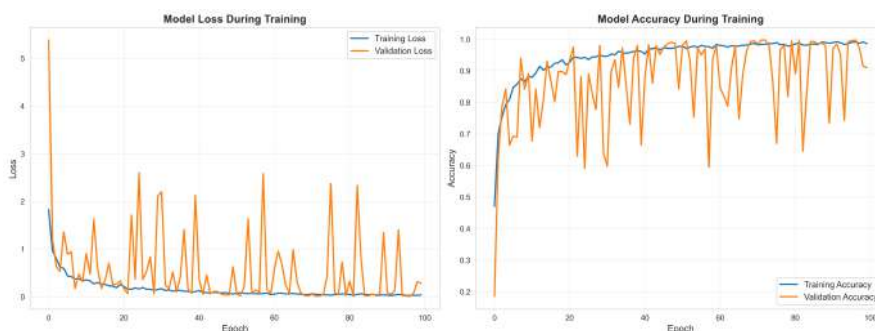 Model Loss During Training
Training Loss
Validation Loss
5
4
3
2
1
0
Loss
0
20
40
60
80
100
Epoch
Model Accuracy During Training
1.0
0.9
0.8
0.7
0.6
0.5
0.4
0.3
0.2
Accuracy
Training Accuracy
Validation Accuracy
0
20
40
60
80
100
Epoch